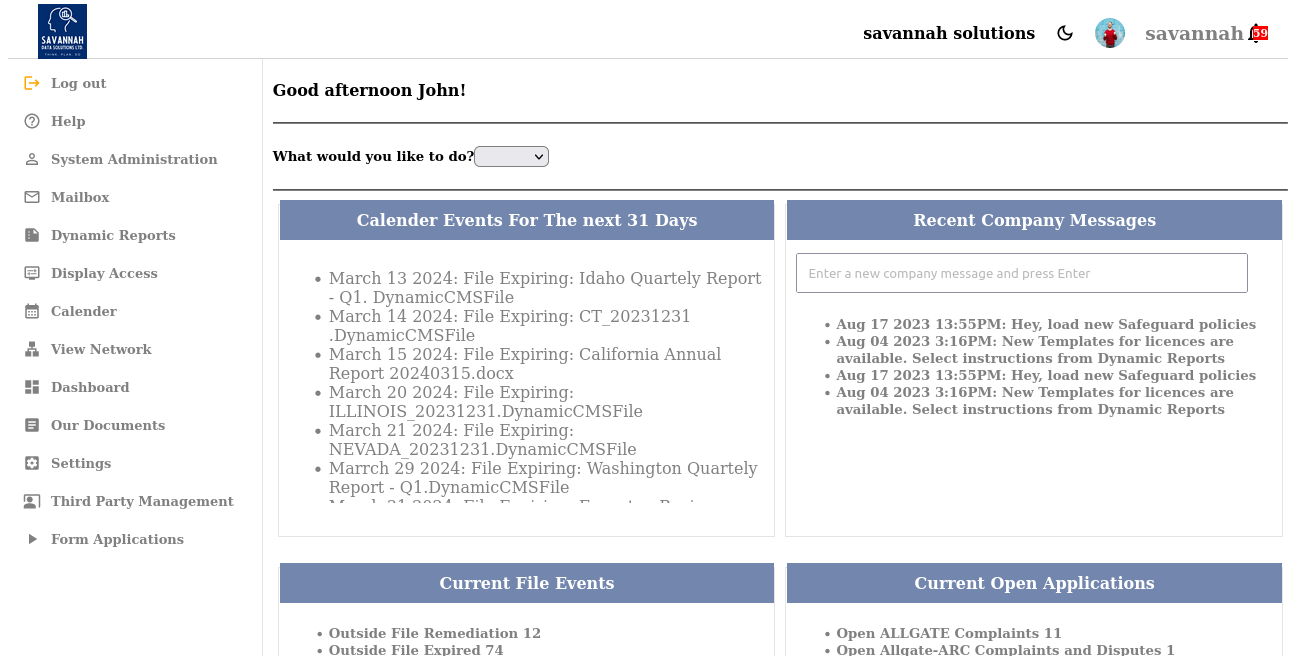 SAVANNAH
DATA SOLUTIONS LTD.
THINK. PLAN. DO
savannah solutions
savannah
59
Log out
Help
System Administration
Mailbox
Dynamic Reports
Display Access
Calender
View Network
Dashboard
Our Documents
Settings
Third Party Management
Form Applications
Good afternoon John!
What would you like to do?
Calender Events For The next 31 Days
March 13 2024: File Expiring: Idaho Quartely Report
- Q1. DynamicCMSFile
March 14 2024: File Expiring: CT_20231231
.DynamicCMSFile
March 15 2024: File Expiring: California Annual
Report 20240315.docx
March 20 2024: File Expiring:
ILLINOIS_20231231.DynamicCMSFile
March 21 2024: File Expiring:
NEVADA_20231231.DynamicCMSFile
Marrch 29 2024: File Expiring: Washington Quartely
Report - Q1.DynamicCMSFile
Recent Company Messages
Enter a new company message and press Enter
Aug 17 2023 13:55PM: Hey, load new Safeguard policies
Aug 04 2023 3:16PM: New Templates for licences are
available. Select instructions from Dynamic Reports
Aug 17 2023 13:55PM: Hey, load new Safeguard policies
Aug 04 2023 3:16PM: New Templates for licences are
available. Select instructions from Dynamic Reports
Current File Events
Outside File Remediation 12
Outside File Expired 74
Current Open Applications
Open ALLGATE Complaints 11
Open Allgate-ARC Complaints and Disputes 1